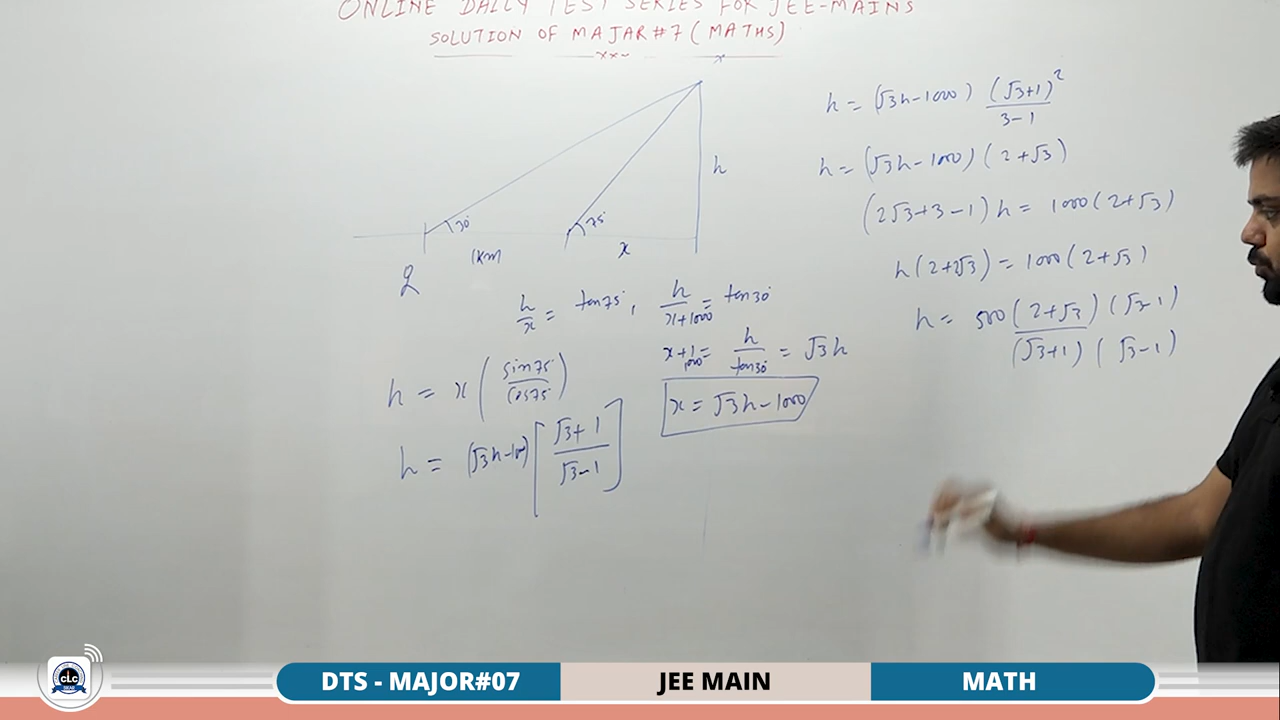 ONLINE DAILY TEST SERIES FOR JEE-MAINS
SOLUTION OF MAJAR#7 (MATHS)
30°
1km
75°
x
h
h/x = tan75°, h/(x+1000) = tan30°
x+1000 = h/tan30° = √3h
x = √3h-1000
h = x (sin75°/cos75°)
h = (√3h-1000) [(√3+1)/(√3-1)]
h = (√3h-1000) (√3+1)²/(3-1)
h = (√3h-1000) (2+√3)
(2√3+3-1)h = 1000(2+√3)
h(2+2√3) = 1000(2+√3)
h = 500(2+√3)(√3-1)/(√3+1)(√3-1)
CLC
SIKAR
DTS - MAJOR#07
JEE MAIN
MATH